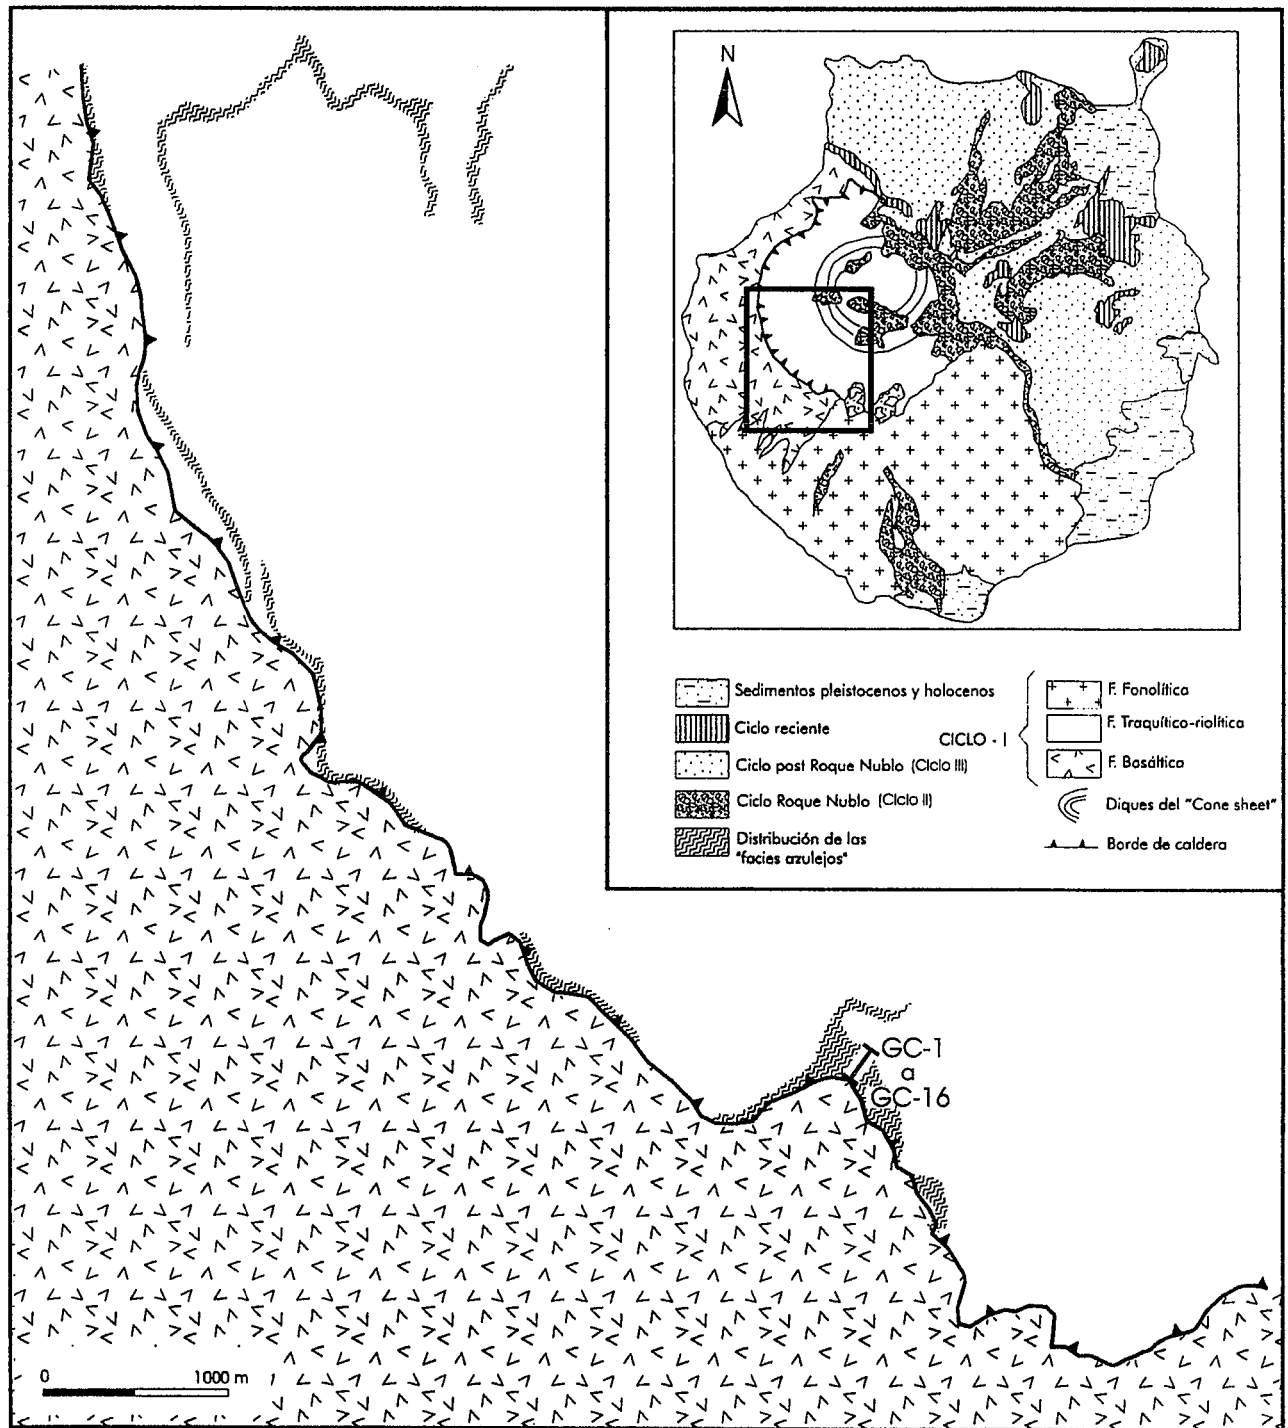 N
Sedimentos pleistocenos y holocenos
Ciclo reciente
Ciclo post Roque Nublo (Ciclo III)
Ciclo Roque Nublo (Ciclo II)
Distribución de las
"facies azulejos"
CICLO - I
F. Fonolítica
F. Traquítico-riolítica
F. Basáltica
Diques del "Cone sheet"
Borde de caldera
GC-1
a
GC-16
0 1000 m